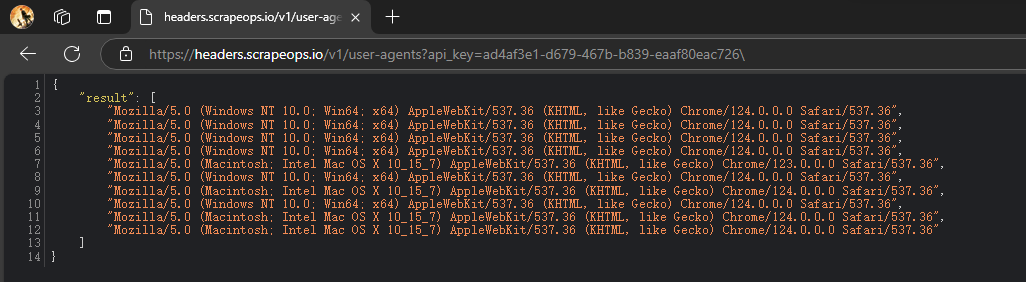 headers.scrapeops.io/v1/user-age
https://headers.scrapeops.io/v1/user-agents?api_key=ad4af3e1-d679-467b-b839-eaaf80eac726\
1 {
2 "result": [
3 "Mozilla/5.0 (Windows NT 10.0; Win64; x64) AppleWebKit/537.36 (KHTML, like Gecko) Chrome/124.0.0.0 Safari/537.36",
4 "Mozilla/5.0 (Windows NT 10.0; Win64; x64) AppleWebKit/537.36 (KHTML, like Gecko) Chrome/124.0.0.0 Safari/537.36",
5 "Mozilla/5.0 (Windows NT 10.0; Win64; x64) AppleWebKit/537.36 (KHTML, like Gecko) Chrome/124.0.0.0 Safari/537.36",
6 "Mozilla/5.0 (Windows NT 10.0; Win64; x64) AppleWebKit/537.36 (KHTML, like Gecko) Chrome/124.0.0.0 Safari/537.36",
7 "Mozilla/5.0 (Macintosh; Intel Mac OS X 10_15_7) AppleWebKit/537.36 (KHTML, like Gecko) Chrome/123.0.0.0 Safari/537.36",
8 "Mozilla/5.0 (Windows NT 10.0; Win64; x64) AppleWebKit/537.36 (KHTML, like Gecko) Chrome/124.0.0.0 Safari/537.36",
9 "Mozilla/5.0 (Macintosh; Intel Mac OS X 10_15_7) AppleWebKit/537.36 (KHTML, like Gecko) Chrome/124.0.0.0 Safari/537.36",
10 "Mozilla/5.0 (Windows NT 10.0; Win64; x64) AppleWebKit/537.36 (KHTML, like Gecko) Chrome/124.0.0.0 Safari/537.36",
11 "Mozilla/5.0 (Macintosh; Intel Mac OS X 10_15_7) AppleWebKit/537.36 (KHTML, like Gecko) Chrome/124.0.0.0 Safari/537.36",
12 "Mozilla/5.0 (Macintosh; Intel Mac OS X 10_15_7) AppleWebKit/537.36 (KHTML, like Gecko) Chrome/124.0.0.0 Safari/537.36"
13 ]
14 }